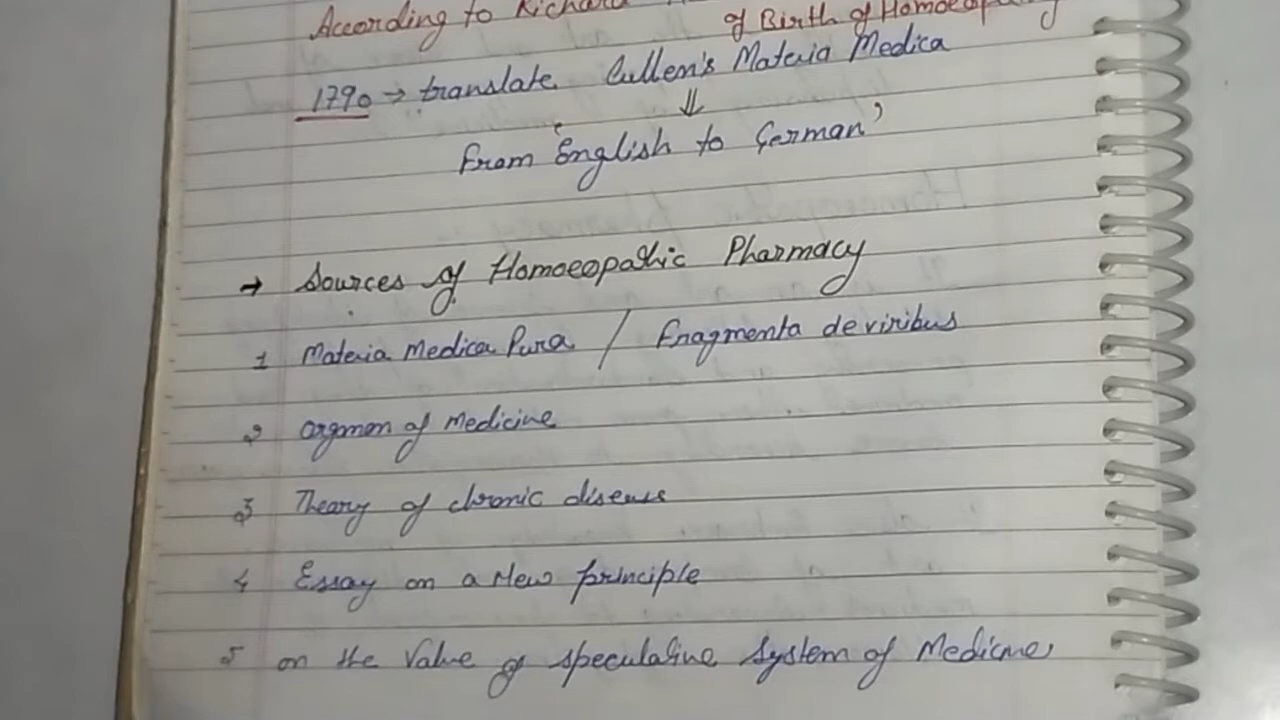 According to Richard
of Birth of Homoeopathy
1790 → translate Cullen's Materia Medica
⇓
from 'English to German'
→ Sources of Homoeopathic Pharmacy
1 Materia Medica Pura / Fragmenta de viribus
2 Organon of Medicine
3 Theory of chronic disease
4 Essay on a New principle
5 on the Value of speculative System of Medicine,